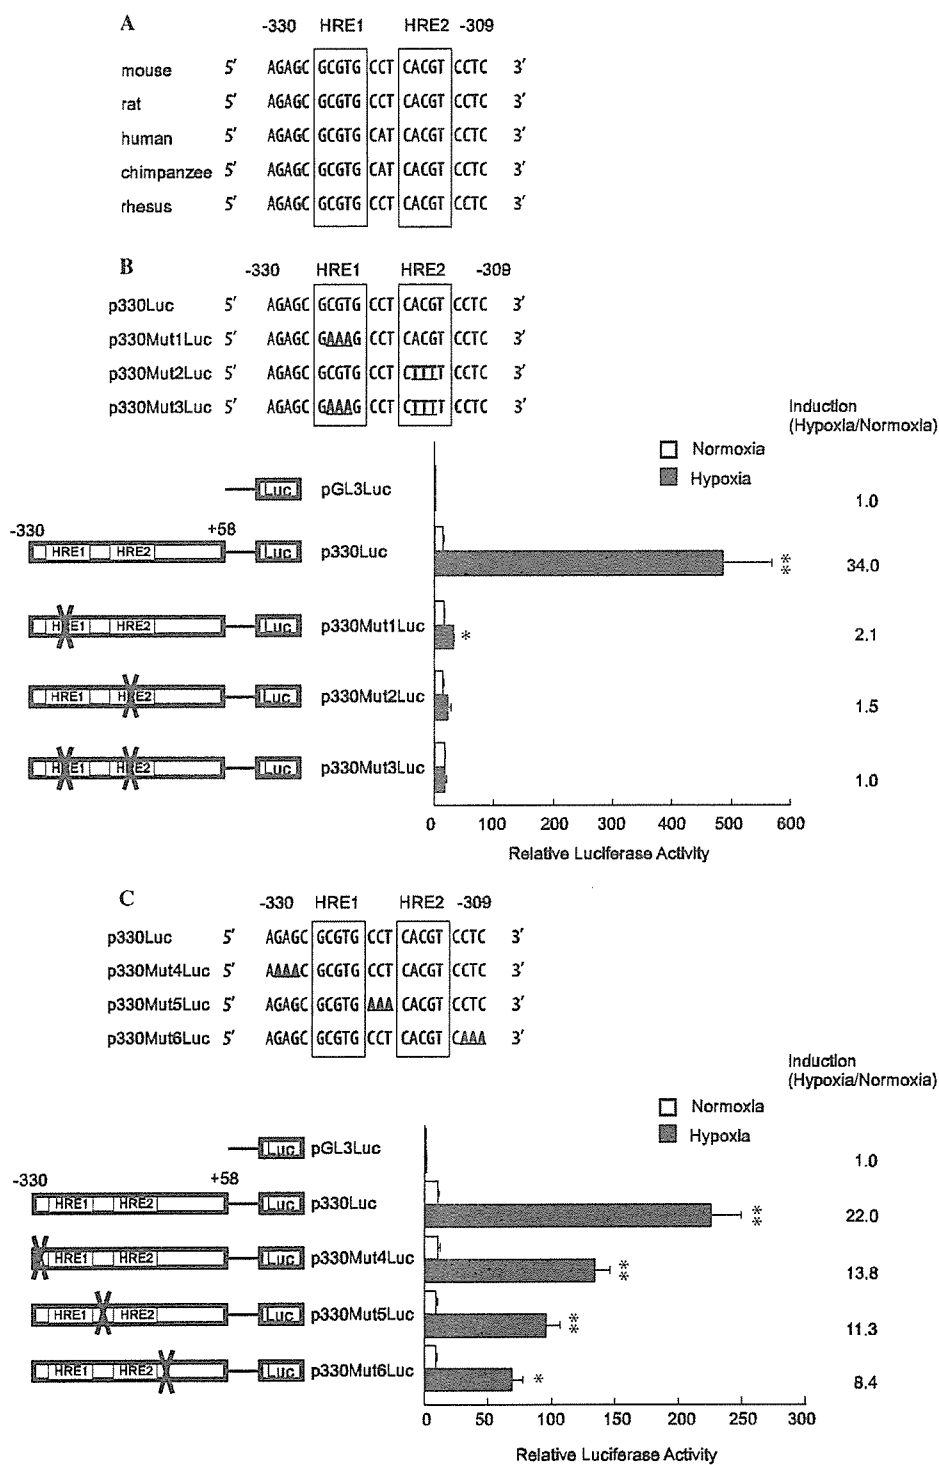 A
-330 HRE1 HRE2 -309
mouse 5′ AGAGC GCGTG CCT CACGT CCTC 3′
rat 5′ AGAGC GCGTG CCT CACGT CCTC 3′
human 5′ AGAGC GCGTG CAT CACGT CCTC 3′
chimpanzee 5′ AGAGC GCGTG CAT CACGT CCTC 3′
rhesus 5′ AGAGC GCGTG CCT CACGT CCTC 3′
B
-330 HRE1 HRE2 -309
p330Luc 5′ AGAGC GCGTG CCT CACGT CCTC 3′
p330Mut1Luc 5′ AGAGC GAAAG CCT CACGT CCTC 3′
p330Mut2Luc 5′ AGAGC GCGTG CCT CTTTT CCTC 3′
p330Mut3Luc 5′ AGAGC GAAAG CCT CTTTT CCTC 3′
Induction
(Hypoxia/Normoxia)
Normoxia
Hypoxia
Luc pGL3Luc 1.0
-330 +58
HRE1 HRE2 Luc p330Luc ** 34.0
HRE1 HRE2 Luc p330Mut1Luc * 2.1
HRE1 HRE2 Luc p330Mut2Luc 1.5
HRE1 HRE2 Luc p330Mut3Luc 1.0
0 100 200 300 400 500 600
Relative Luciferase Activity
C
-330 HRE1 HRE2 -309
p330Luc 5′ AGAGC GCGTG CCT CACGT CCTC 3′
p330Mut4Luc 5′ AAAAC GCGTG CCT CACGT CCTC 3′
p330Mut5Luc 5′ AGAGC GCGTG AAA CACGT CCTC 3′
p330Mut6Luc 5′ AGAGC GCGTG CCT CACGT CAAA 3′
Induction
(Hypoxia/Normoxia)
Normoxia
Hypoxia
Luc pGL3Luc 1.0
-330 +58
HRE1 HRE2 Luc p330Luc ** 22.0
HRE1 HRE2 Luc p330Mut4Luc ** 13.8
HRE1 HRE2 Luc p330Mut5Luc ** 11.3
HRE1 HRE2 Luc p330Mut6Luc * 8.4
0 50 100 150 200 250 300
Relative Luciferase Activity